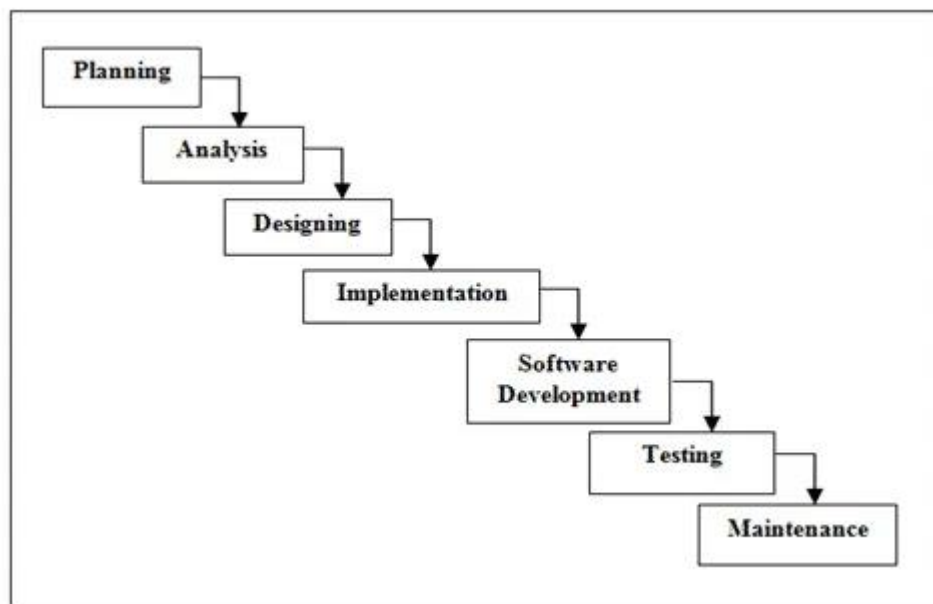 Planning
Analysis
Designing
Implementation
Software
Development
Testing
Maintenance